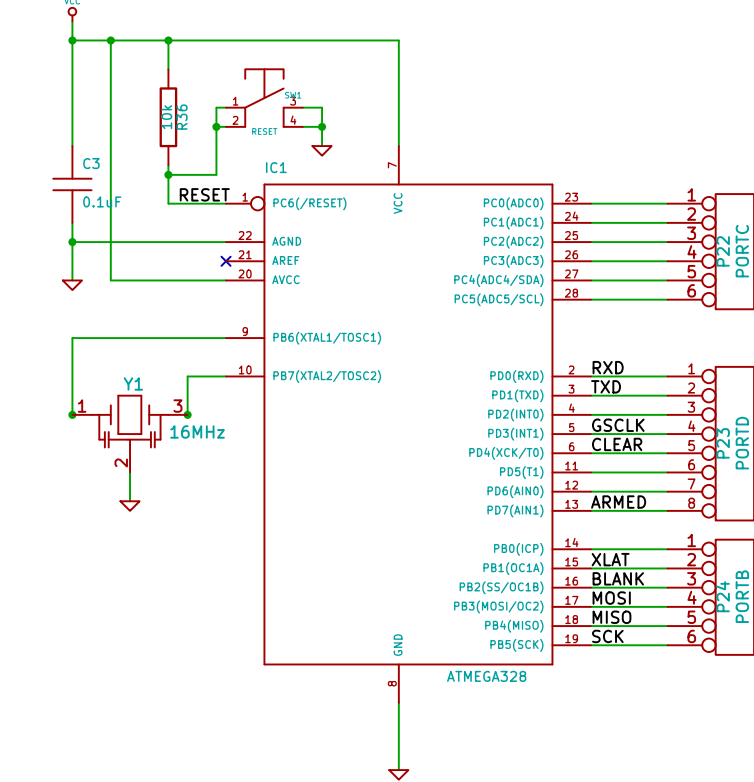 VCC
10k
R36
1
2
SW1
3
4
RESET
C3
0.1uF
IC1
7
VCC
RESET
1
PC6(/RESET)
22
AGND
21
AREF
20
AVCC
9
PB6(XTAL1/TOSC1)
10
PB7(XTAL2/TOSC2)
Y1
1
3
2
16MHz
PC0(ADC0) 23 1
PC1(ADC1) 24 2
PC2(ADC2) 25 3
PC3(ADC3) 26 4
PC4(ADC4/SDA) 27 5
PC5(ADC5/SCL) 28 6
P22
PORTC
PD0(RXD) 2 RXD 1
PD1(TXD) 3 TXD 2
PD2(INT0) 4 3
PD3(INT1) 5 GSCLK 4
PD4(XCK/T0) 6 CLEAR 5
PD5(T1) 11 6
PD6(AIN0) 12 7
PD7(AIN1) 13 ARMED 8
P23
PORTD
PB0(ICP) 14 1
PB1(OC1A) 15 XLAT 2
PB2(SS/OC1B) 16 BLANK 3
PB3(MOSI/OC2) 17 MOSI 4
PB4(MISO) 18 MISO 5
PB5(SCK) 19 SCK 6
P24
PORTB
GND
8
ATMEGA328